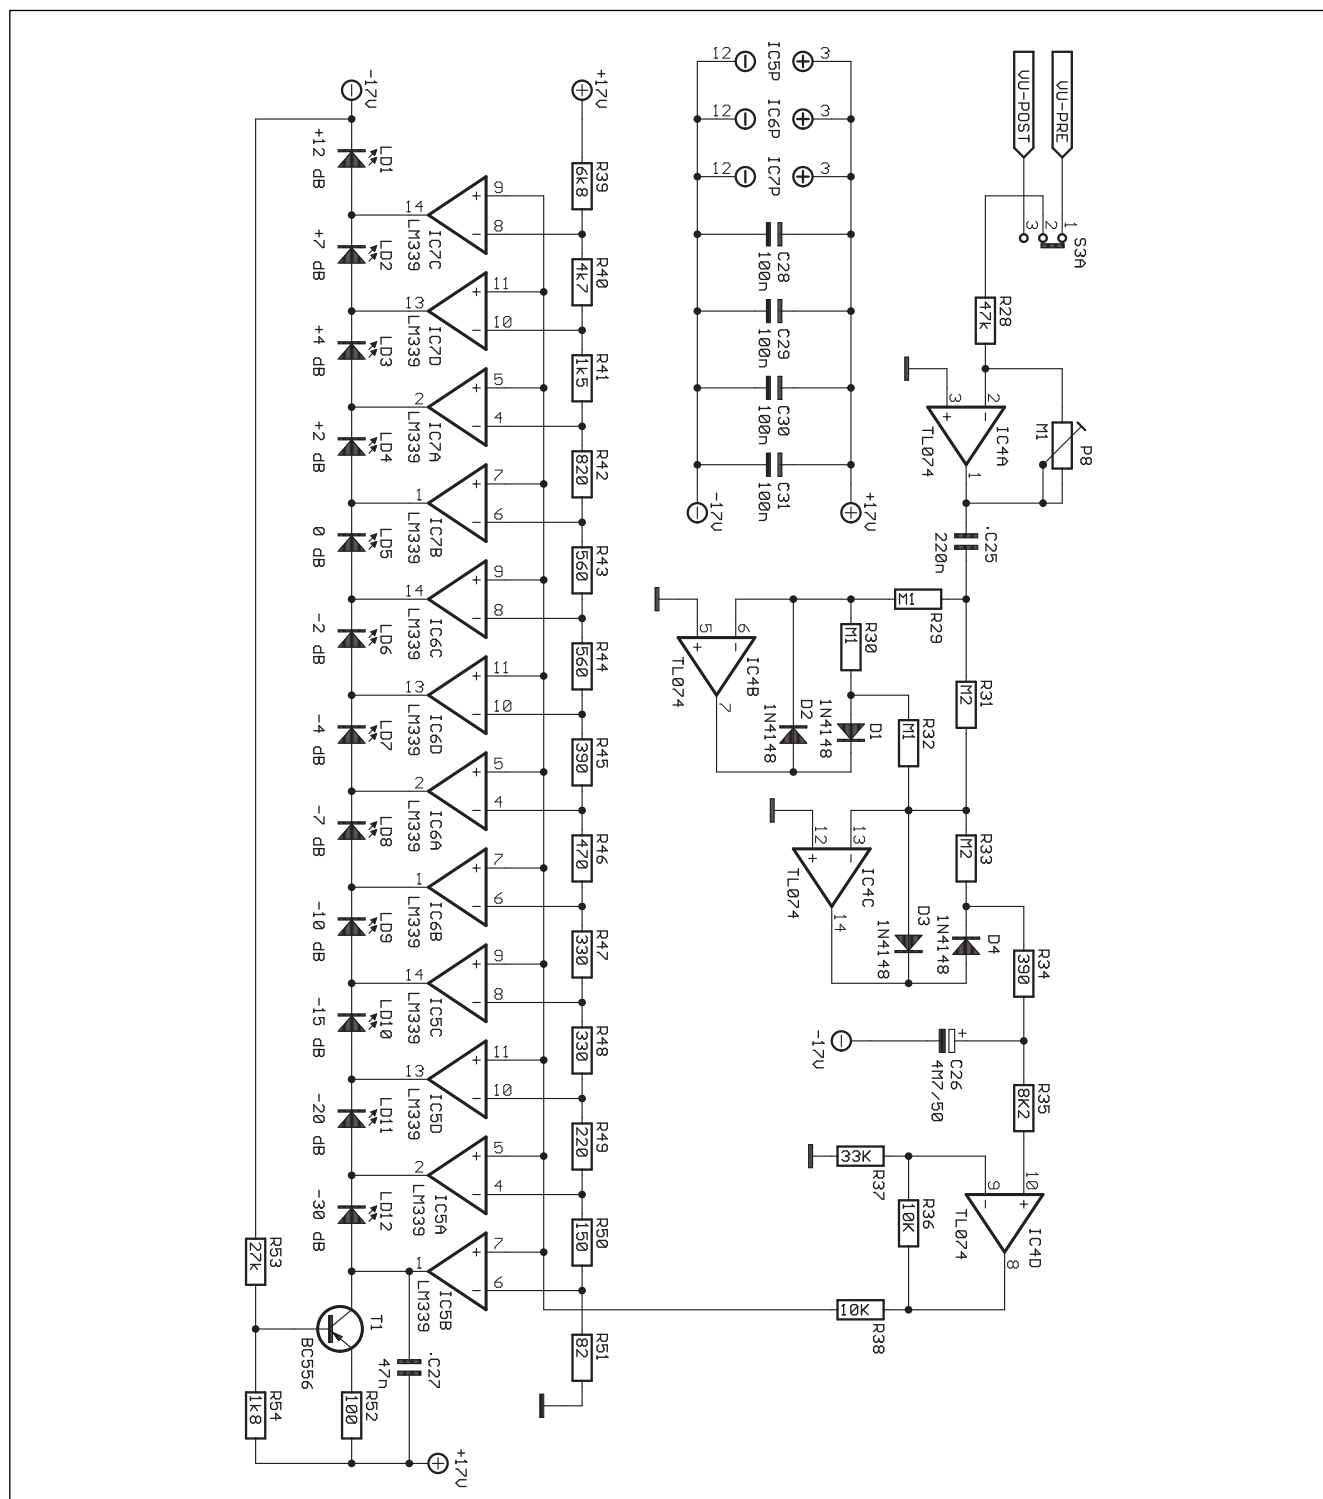 VU-PRE
VU-POST
1
2
3
S3A
R28
47k
P8
M1
2
3
1
IC4A
TL074
.C25
220n
R29
M1
R30
M1
R31
M2
R32
M1
6
5
7
IC4B
TL074
D1
1N4148
D2
1N4148
13
12
14
IC4C
TL074
R33
M2
D3
1N4148
D4
1N4148
R34
390
C26
4M7/50
+
-17V
R35
8K2
10
9
8
IC4D
TL074
R37
33K
R36
10K
R38
10K
IC5P
12
3
IC6P
12
3
IC7P
12
3
C28
100n
C29
100n
C30
100n
C31
100n
-17V
+17V
+17V
R39
6k8
R40
4k7
R41
1k5
R42
820
R43
560
R44
560
R45
390
R46
470
R47
330
R48
330
R49
220
R50
150
R51
82
9
8
14
IC7C
LM339
11
10
13
IC7D
LM339
5
4
2
IC7A
LM339
7
6
1
IC7B
LM339
9
8
14
IC6C
LM339
11
10
13
IC6D
LM339
5
4
2
IC6A
LM339
7
6
1
IC6B
LM339
9
8
14
IC5C
LM339
11
10
13
IC5D
LM339
5
4
2
IC5A
LM339
7
6
1
IC5B
LM339
-17V
LD1
+12 dB
LD2
+7 dB
LD3
+4 dB
LD4
+2 dB
LD5
0 dB
LD6
-2 dB
LD7
-4 dB
LD8
-7 dB
LD9
-10 dB
LD10
-15 dB
LD11
-20 dB
LD12
-30 dB
R53
27k
T1
BC556
.C27
47n
R54
1k8
R52
100
+17V